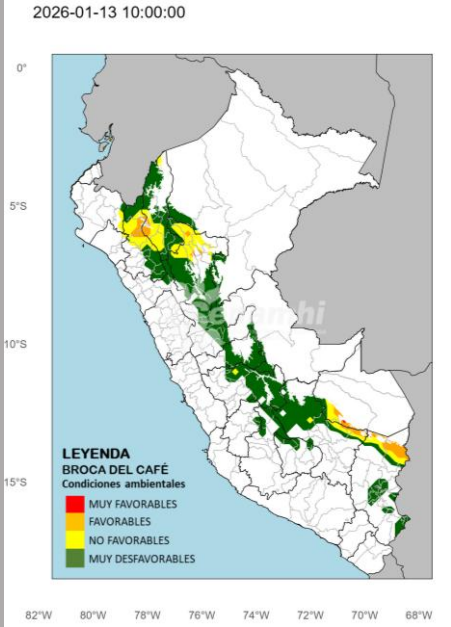 2026-01-13 10:00:00
0°
5°S
10°S
15°S
senamhi
LEYENDA
BROCA DEL CAFÉ
Condiciones ambientales
MUY FAVORABLES
FAVORABLES
NO FAVORABLES
MUY DESFAVORABLES
82°W 80°W 78°W 76°W 74°W 72°W 70°W 68°W